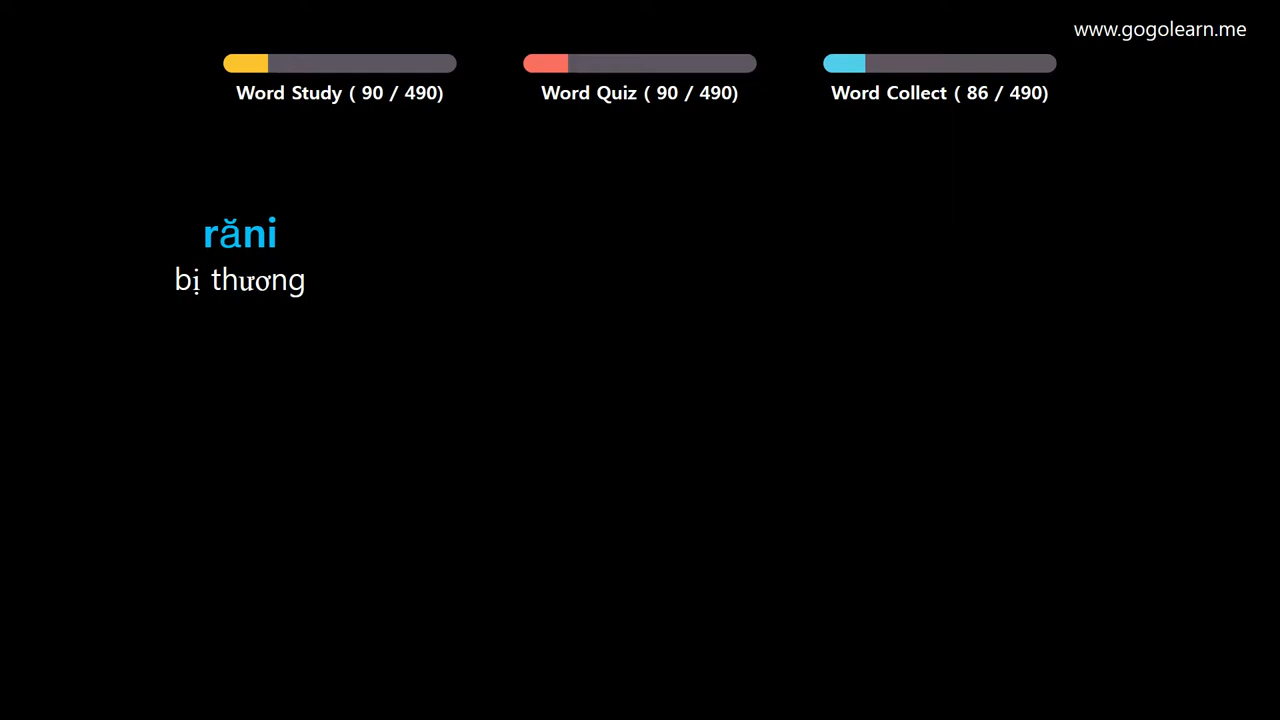 www.gogolearn.me
Word Study ( 90 / 490)
Word Quiz ( 90 / 490)
Word Collect ( 86 / 490)
răni
bị thương